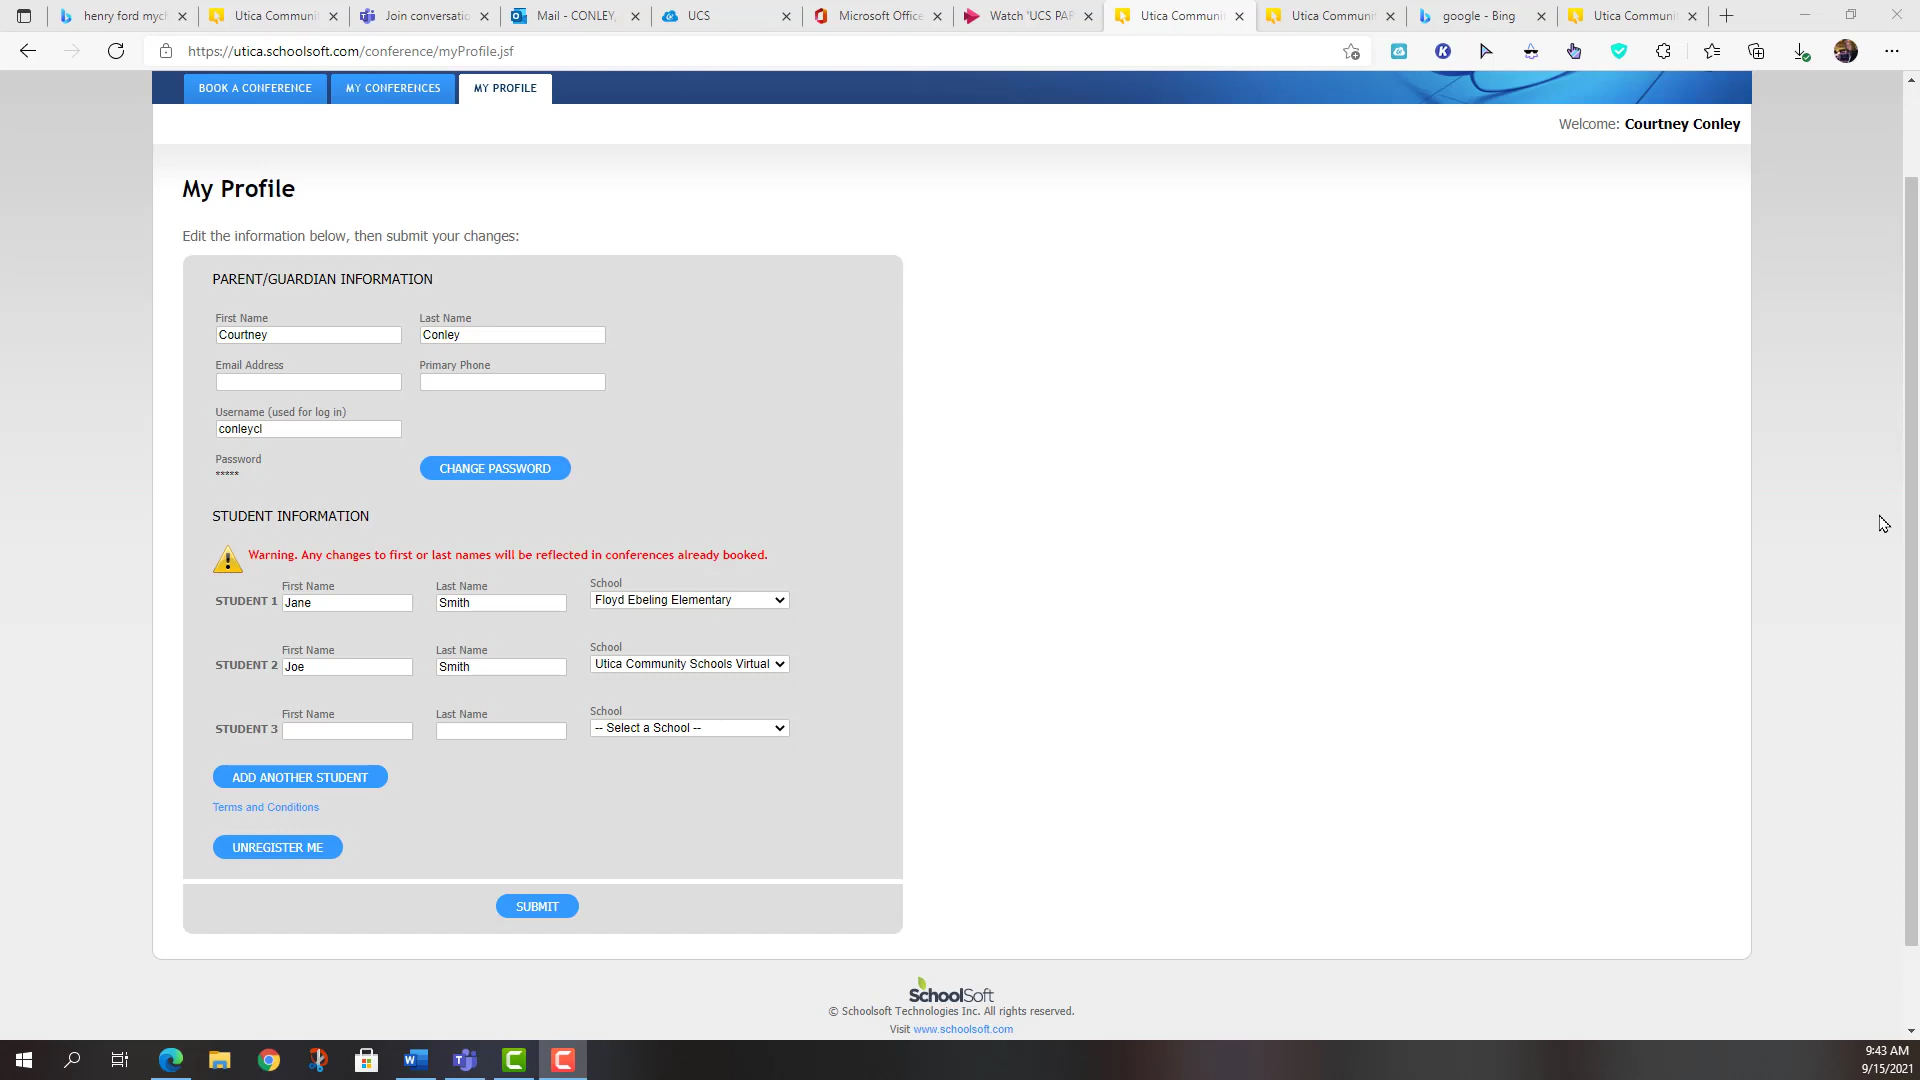 henry ford mych
Utica Communi
Join conversatio
Mail - CONLEY,
UCS
Microsoft Office
Watch 'UCS PAR
Utica Communi
Utica Communi
google - Bing
Utica Communi
https://utica.schoolsoft.com/conference/myProfile.jsf
BOOK A CONFERENCE MY CONFERENCES MY PROFILE
Welcome: Courtney Conley
My Profile
Edit the information below, then submit your changes:
PARENT/GUARDIAN INFORMATION
First Name Last Name
Courtney Conley
Email Address Primary Phone
Username (used for log in)
conleycl
Password
*****
CHANGE PASSWORD
STUDENT INFORMATION
Warning. Any changes to first or last names will be reflected in conferences already booked.
First Name Last Name School
STUDENT 1 Jane Smith Floyd Ebeling Elementary
First Name Last Name School
STUDENT 2 Joe Smith Utica Community Schools Virtual
First Name Last Name School
STUDENT 3 -- Select a School --
ADD ANOTHER STUDENT
Terms and Conditions
UNREGISTER ME
SUBMIT
SchoolSoft
© Schoolsoft Technologies Inc. All rights reserved.
Visit www.schoolsoft.com
9:43 AM
9/15/2021